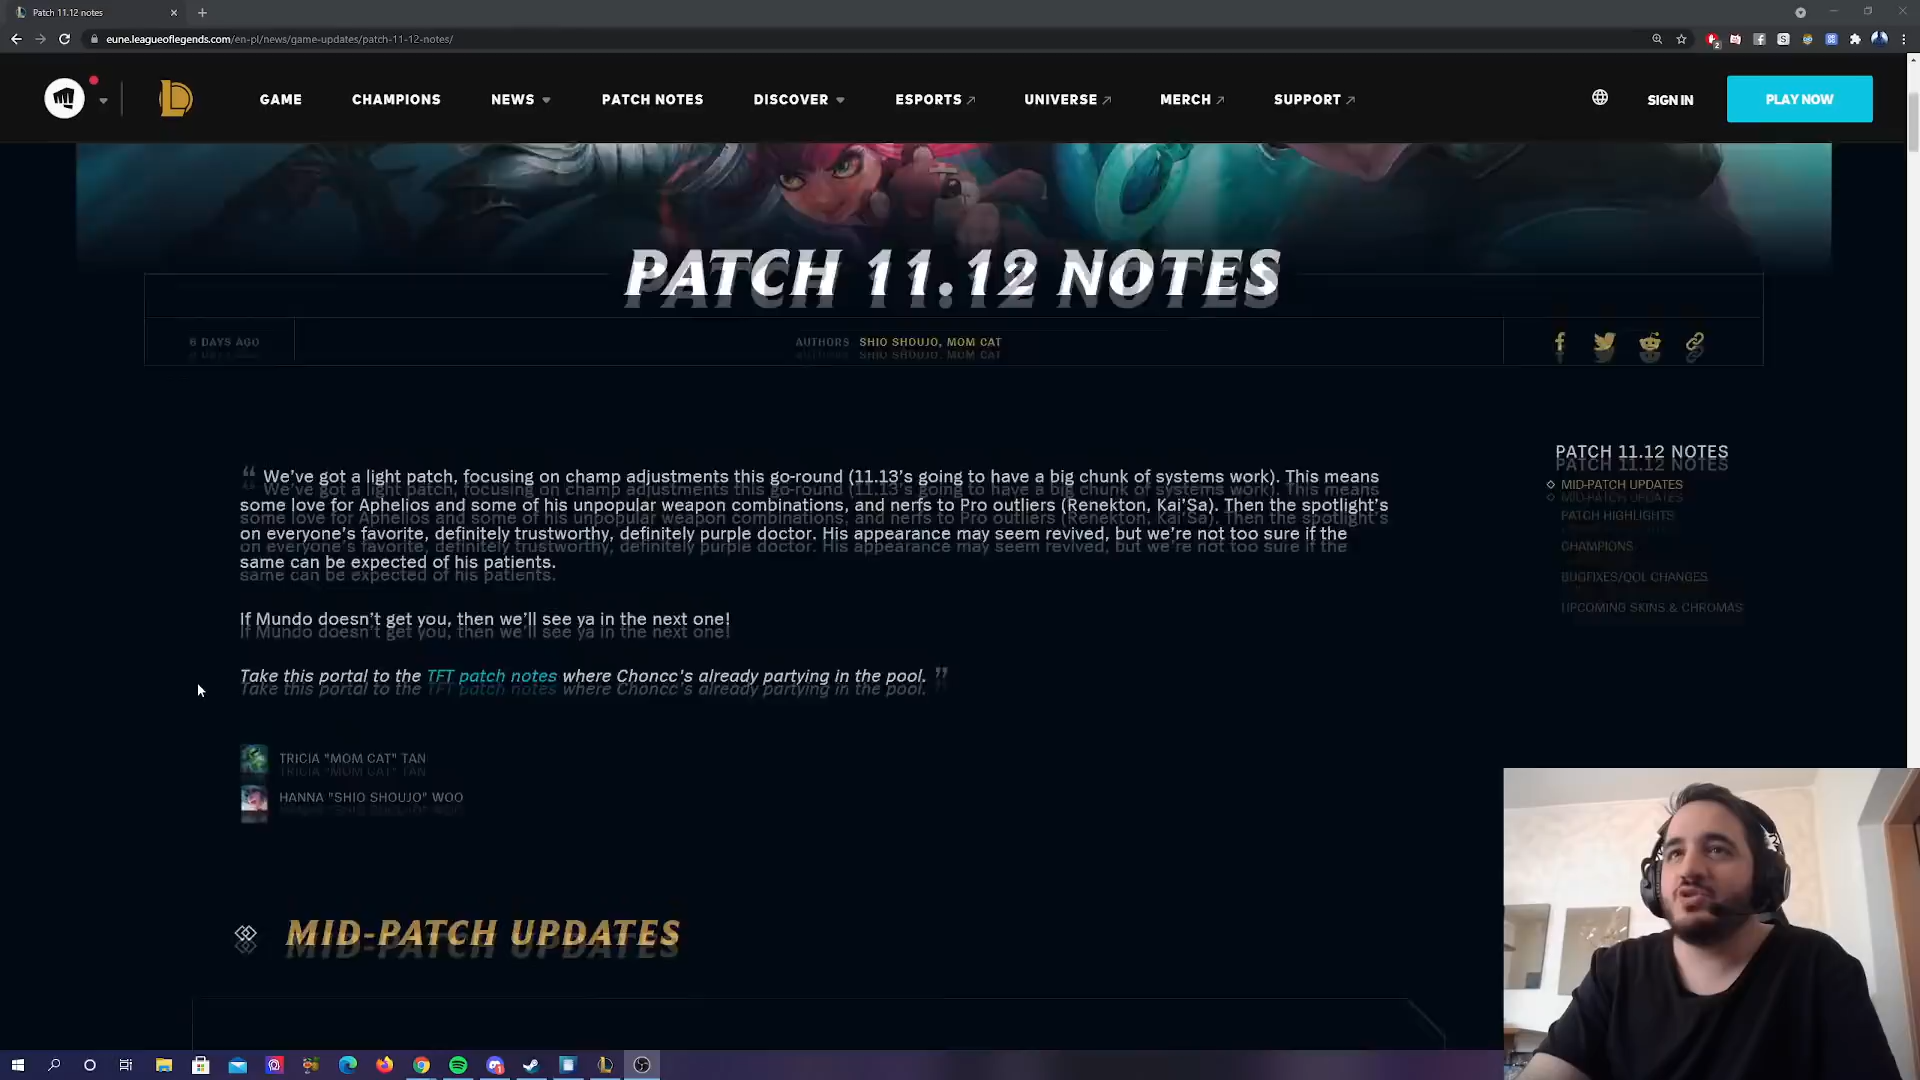 Patch 11.12 notes
eune.leagueoflegends.com/en-pl/news/game-updates/patch-11-12-notes/
GAME CHAMPIONS NEWS PATCH NOTES DISCOVER ESPORTS UNIVERSE MERCH SUPPORT SIGN IN PLAY NOW
PATCH 11.12 NOTES
6 DAYS AGO AUTHORS SHIO SHOUJO, MOM CAT
“ We’ve got a light patch, focusing on champ adjustments this go-round (11.13’s going to have a big chunk of systems work). This means
some love for Aphelios and some of his unpopular weapon combinations, and nerfs to Pro outliers (Renekton, Kai’Sa). Then the spotlight’s
on everyone’s favorite, definitely trustworthy, definitely purple doctor. His appearance may seem revived, but we’re not too sure if the
same can be expected of his patients.
If Mundo doesn’t get you, then we’ll see ya in the next one!
Take this portal to the TFT patch notes where Choncc's already partying in the pool. ”
TRICIA "MOM CAT" TAN
HANNA "SHIO SHOUJO" WOO
PATCH 11.12 NOTES
MID-PATCH UPDATES
PATCH HIGHLIGHTS
CHAMPIONS
BUGFIXES/QOL CHANGES
UPCOMING SKINS & CHROMAS
MID-PATCH UPDATES